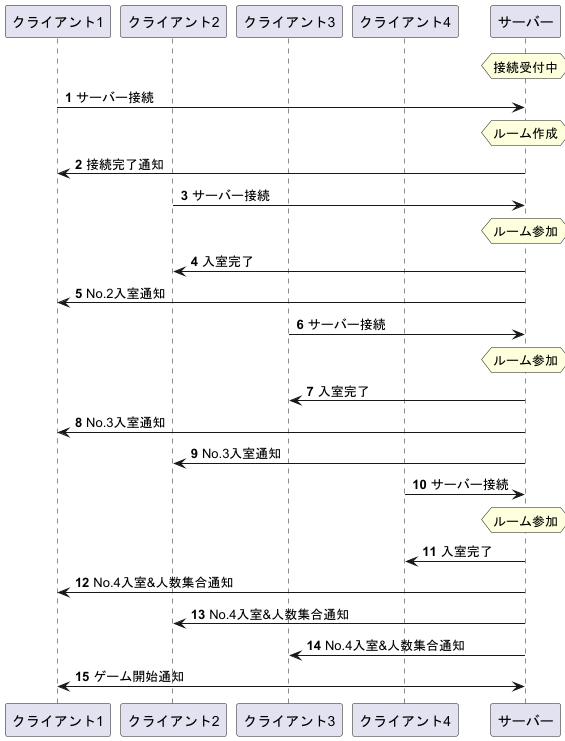 クライアント1 クライアント2 クライアント3 クライアント4 サーバー
接続受付中
1 サーバー接続
ルーム作成
2 接続完了通知
3 サーバー接続
ルーム参加
4 入室完了
5 No.2入室通知
6 サーバー接続
ルーム参加
7 入室完了
8 No.3入室通知
9 No.3入室通知
10 サーバー接続
ルーム参加
11 入室完了
12 No.4入室&人数集合通知
13 No.4入室&人数集合通知
14 No.4入室&人数集合通知
15 ゲーム開始通知
クライアント1 クライアント2 クライアント3 クライアント4 サーバー